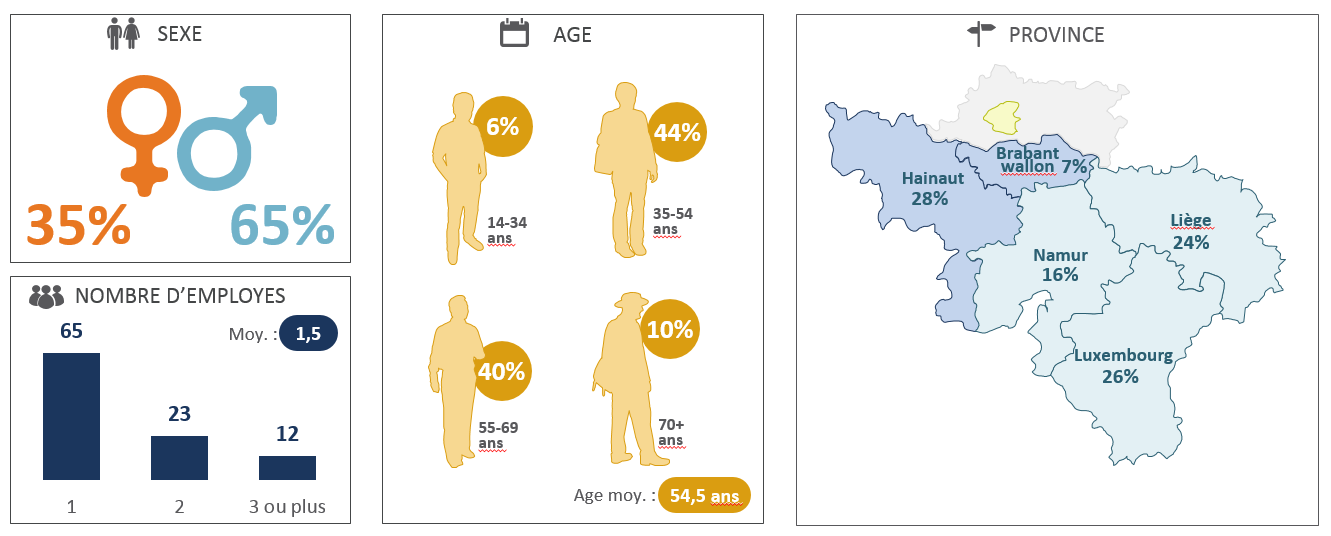 SEXE
35%
65%
NOMBRE D'EMPLOYES
Moy. : 1,5
65
23
12
1
2
3 ou plus
AGE
6%
14-34
ans
44%
35-54
ans
40%
55-69
ans
10%
70+
ans
Age moy. : 54,5 ans
PROVINCE
Brabant
wallon 7%
Hainaut
28%
Liège
24%
Namur
16%
Luxembourg
26%